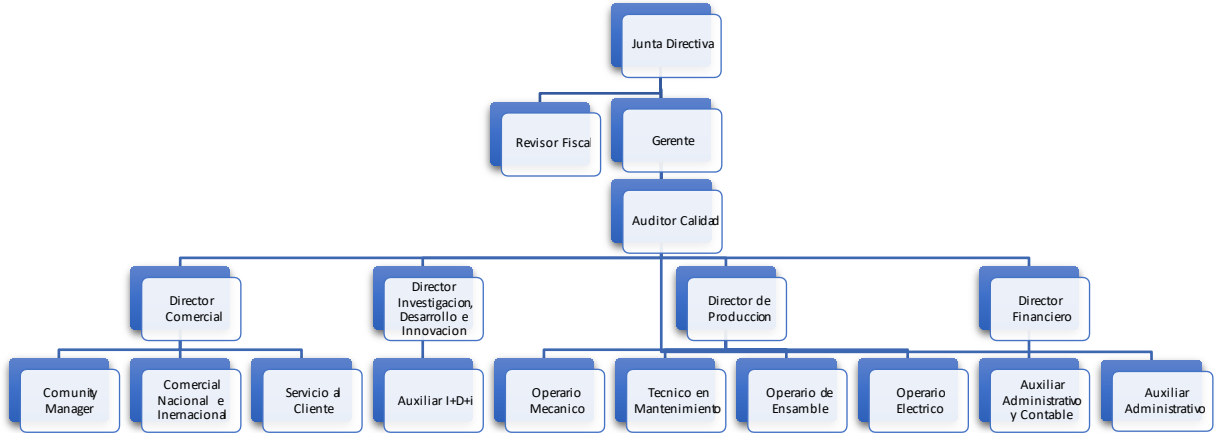 Junta Directiva
Revisor Fiscal
Gerente
Auditor Calidad
Director
Comercial
Director
Investigacion,
Desarrollo e
Innovacion
Director de
Produccion
Director
Financiero
Comunity
Manager
Comercial
Nacional e
Inernacional
Servicio al
Cliente
Auxiliar I+D+i
Operario
Mecanico
Tecnico en
Mantenimiento
Operario de
Ensamble
Operario
Electrico
Auxiliar
Administrativo
y Contable
Auxiliar
Administrativo